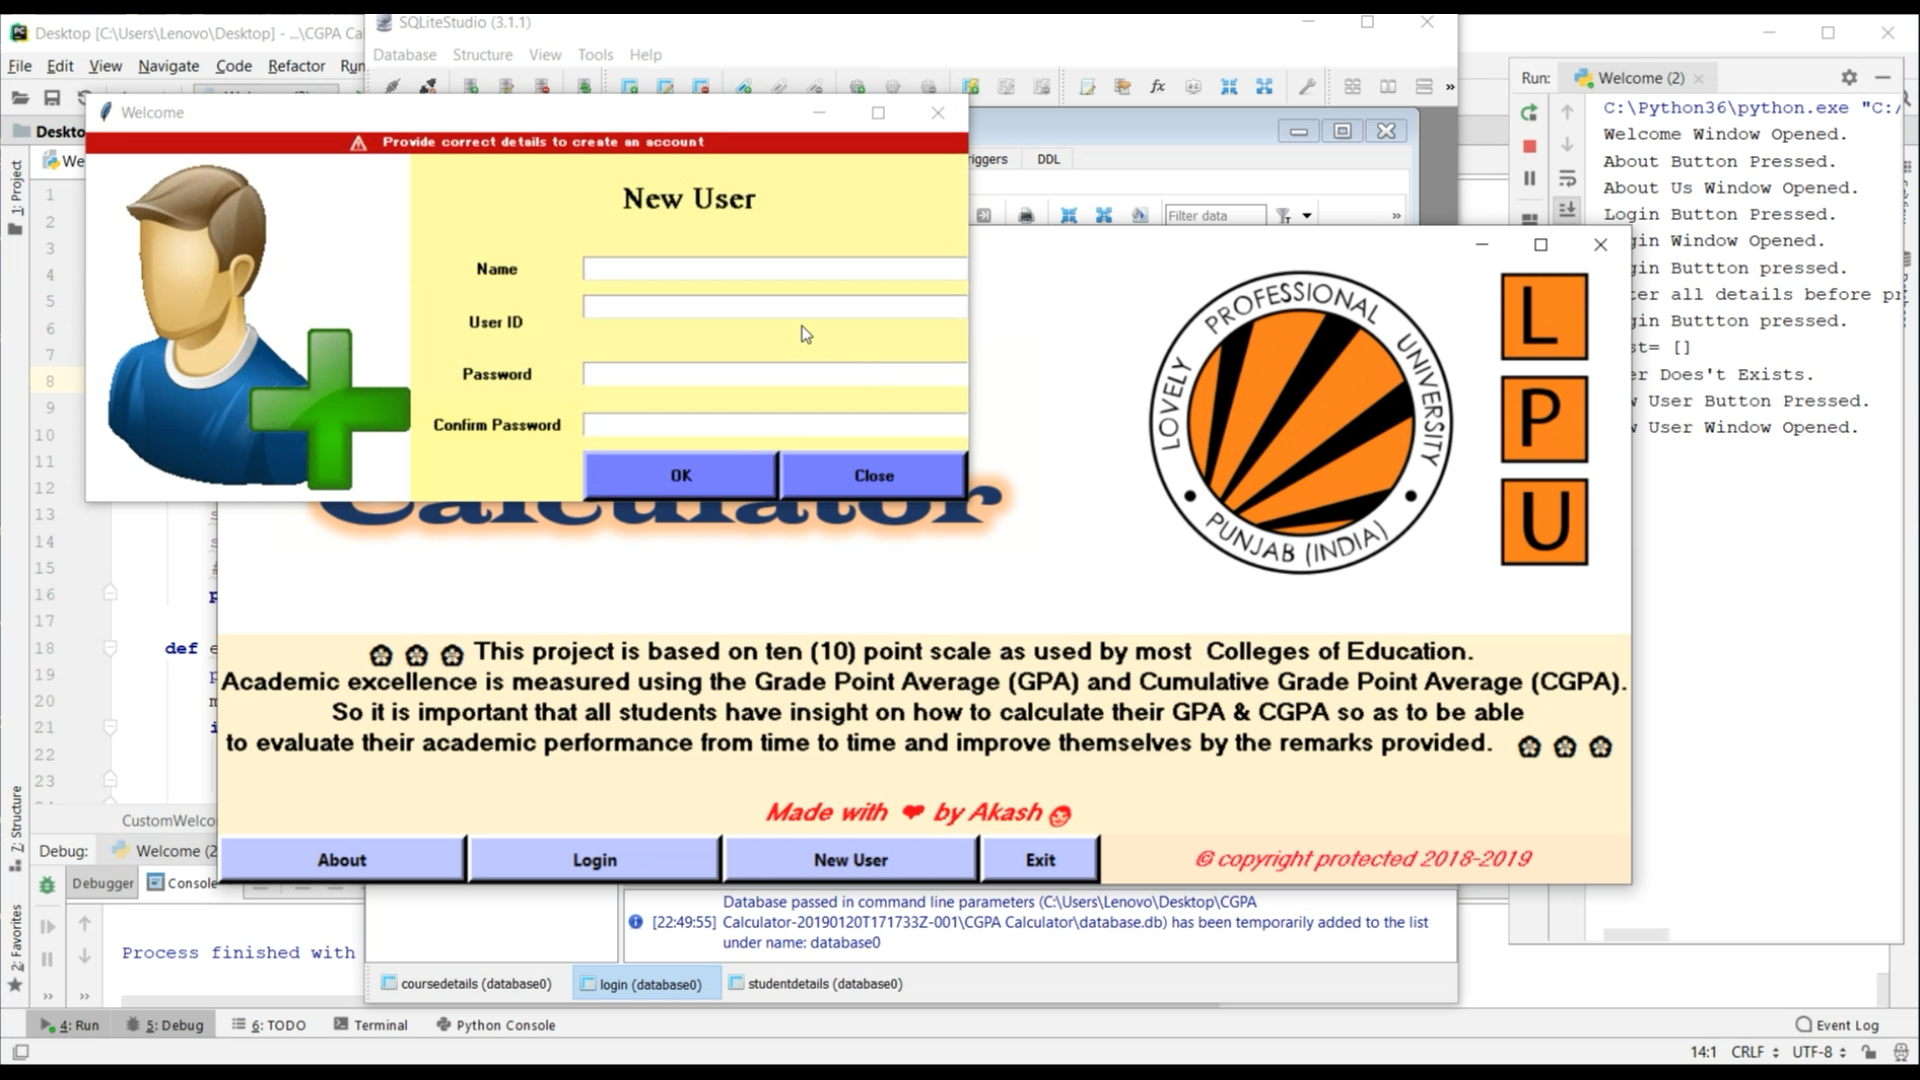 Desktop [C:\Users\Lenovo\Desktop] - ...\CGPA Ca
File Edit View Navigate Code Refactor Run
Deskto
We
1: Project
1
2
3
4
5
6
7
8
9
10
11
12
13
14
15
16
17
18
19
20
21
22
23
def e
CustomWelco
7: Structure
2: Favorites
Debug: Welcome (2
Debugger Console
Process finished with
SQLiteStudio (3.1.1)
Database Structure View Tools Help
fx
»
riggers DDL
Filter data
»
Welcome
Provide correct details to create an account
New User
Name
User ID
Password
Confirm Password
OK Close
Calculator
LOVELY PROFESSIONAL UNIVERSITY
PUNJAB (INDIA)
L
P
U
This project is based on ten (10) point scale as used by most Colleges of Education.
Academic excellence is measured using the Grade Point Average (GPA) and Cumulative Grade Point Average (CGPA).
So it is important that all students have insight on how to calculate their GPA & CGPA so as to be able
to evaluate their academic performance from time to time and improve themselves by the remarks provided.
Made with ❤ by Akash
About Login New User Exit © copyright protected 2018-2019
Database passed in command line parameters (C:\Users\Lenovo\Desktop\CGPA
[22:49:55] Calculator-20190120T171733Z-001\CGPA Calculator\database.db) has been temporarily added to the list
under name: database0
coursedetails (database0) login (database0) studentdetails (database0)
Run: Welcome (2)
C:\Python36\python.exe "C:/
Welcome Window Opened.
About Button Pressed.
About Us Window Opened.
Login Button Pressed.
gin Window Opened.
gin Buttton pressed.
ter all details before pr
gin Buttton pressed.
st= []
er Does't Exists.
w User Button Pressed.
w User Window Opened.
4: Run 5: Debug 6: TODO Terminal Python Console Event Log
14:1 CRLF UTF-8